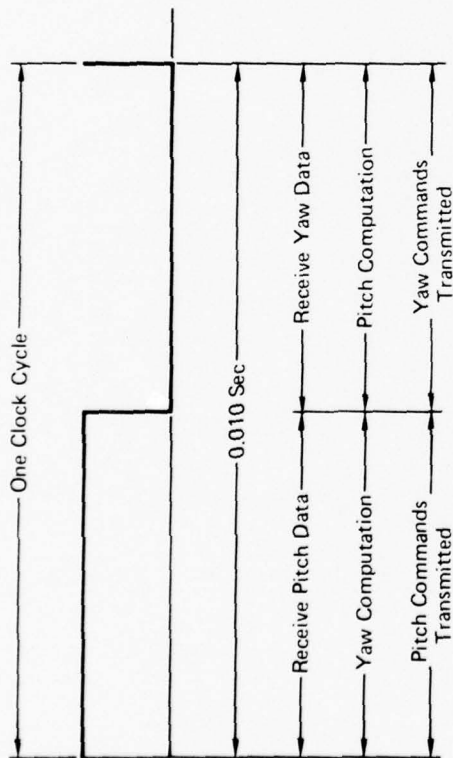 One Clock Cycle
0.010 Sec
Receive Pitch Data
Receive Yaw Data
Yaw Computation
Pitch Computation
Pitch Commands
Transmitted
Yaw Commands
Transmitted